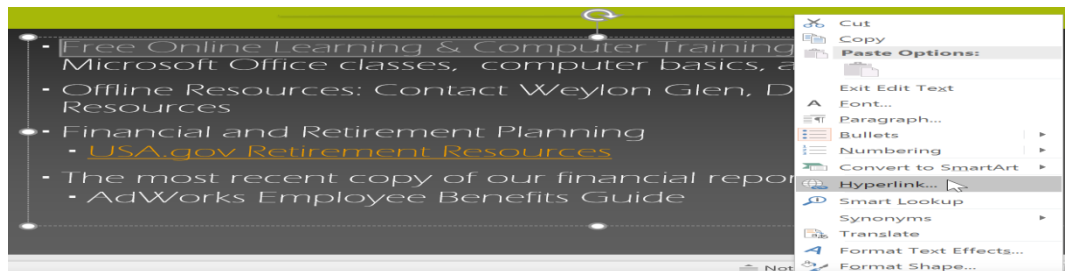 Free Online Learning & Computer Training
Microsoft Office classes, computer basics, a
Offline Resources: Contact Weylon Glen, D
Resources
Financial and Retirement Planning
USA.gov Retirement Resources
The most recent copy of our financial repor
AdWorks Employee Benefits Guide
Not
Cut
Copy
Paste Options:
Exit Edit Text
Font...
Paragraph...
Bullets
Numbering
Convert to SmartArt
Hyperlink...
Smart Lookup
Synonyms
Translate
Format Text Effects...
Format Shape...